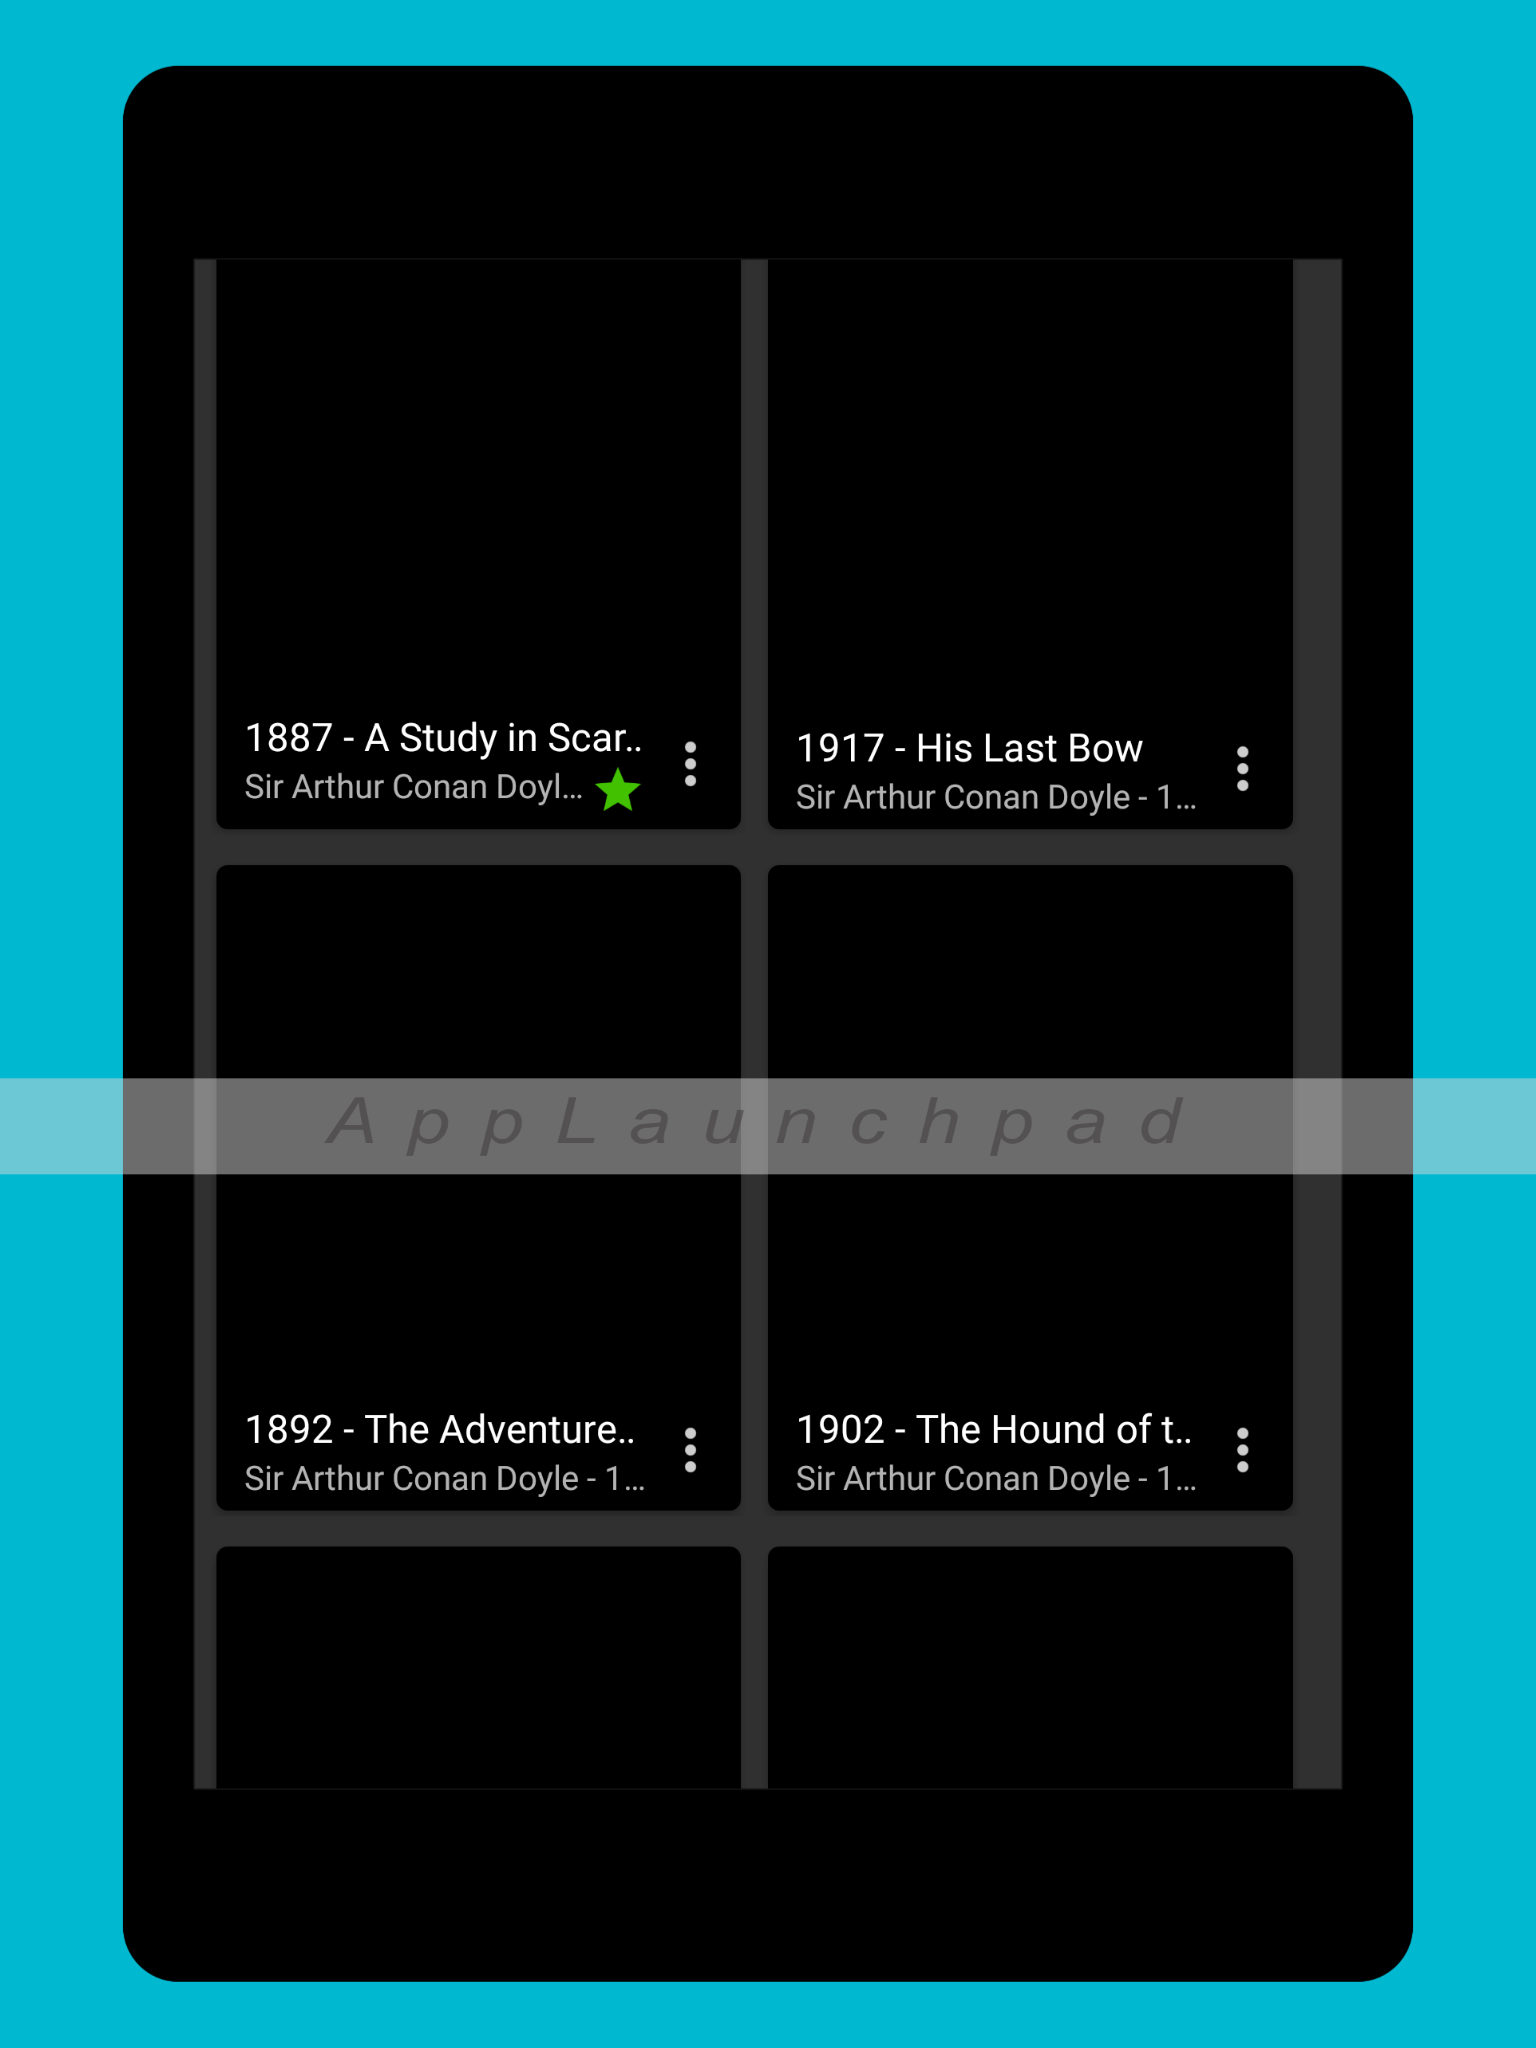 1887 - A Study in Scar..
Sir Arthur Conan Doyl...
1917 - His Last Bow
Sir Arthur Conan Doyle - 1...
AppLaunchpad
1892 - The Adventure..
Sir Arthur Conan Doyle - 1...
1902 - The Hound of t..
Sir Arthur Conan Doyle - 1...